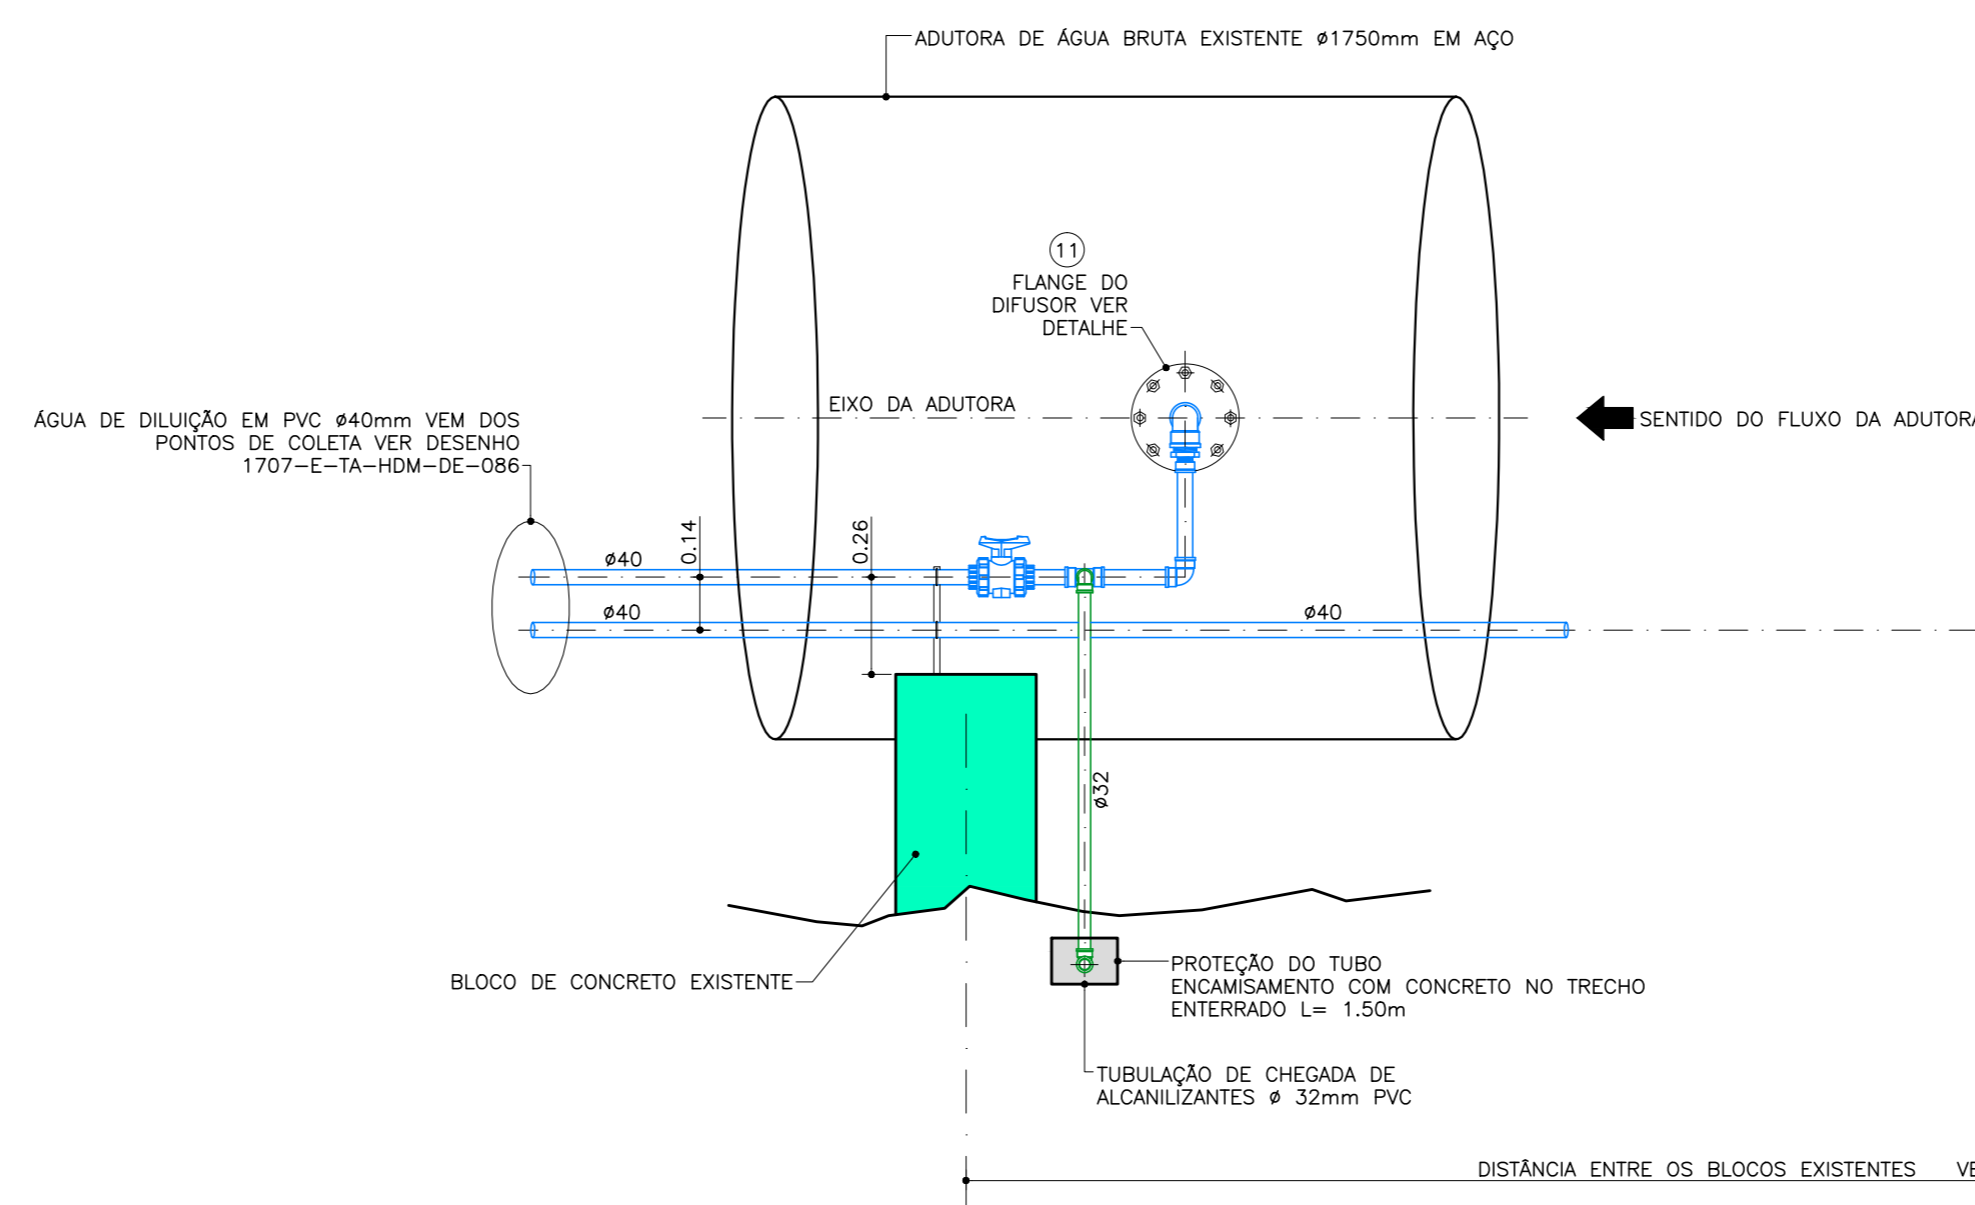 ADUTORA DE ÁGUA BRUTA EXISTENTE ø1750mm EM AÇO
11
FLANGE DO
DIFUSOR VER
DETALHE
EIXO DA ADUTORA
SENTIDO DO FLUXO DA ADUTORA
ÁGUA DE DILUIÇÃO EM PVC ø40mm VEM DOS
PONTOS DE COLETA VER DESENHO
1707-E-TA-HDM-DE-086
ø40
0.14
0.26
ø40
ø40
ø32
BLOCO DE CONCRETO EXISTENTE
PROTEÇÃO DO TUBO
ENCAMISAMENTO COM CONCRETO NO TRECHO
ENTERRADO L= 1.50m
TUBULAÇÃO DE CHEGADA DE
ALCANILIZANTES ø 32mm PVC
DISTÂNCIA ENTRE OS BLOCOS EXISTENTES